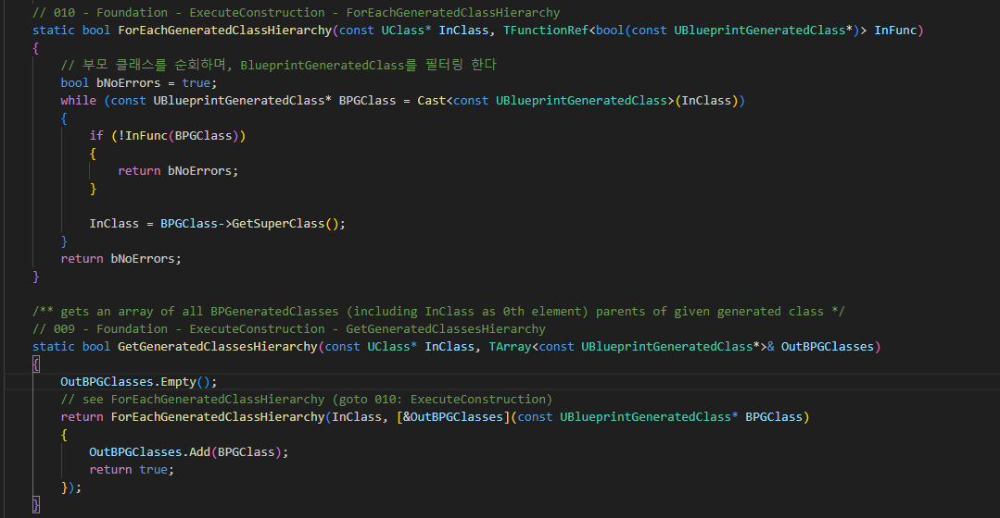 // 010 - Foundation - ExecuteConstruction - ForEachGeneratedClassHierarchy
static bool ForEachGeneratedClassHierarchy(const UClass* InClass, TFunctionRef<bool(const UBlueprintGeneratedClass*)> InFunc)
{
    // 부모 클래스를 순회하며, BlueprintGeneratedClass를 필터링 한다
    bool bNoErrors = true;
    while (const UBlueprintGeneratedClass* BPGClass = Cast<const UBlueprintGeneratedClass>(InClass))
    {
        if (!InFunc(BPGClass))
        {
            return bNoErrors;
        }
        InClass = BPGClass->GetSuperClass();
    }
    return bNoErrors;
}
/** gets an array of all BPGeneratedClasses (including InClass as 0th element) parents of given generated class */
// 009 - Foundation - ExecuteConstruction - GetGeneratedClassesHierarchy
static bool GetGeneratedClassesHierarchy(const UClass* InClass, TArray<const UBlueprintGeneratedClass*>& OutBPGClasses)
{
    OutBPGClasses.Empty();
    // see ForEachGeneratedClassHierarchy (goto 010: ExecuteConstruction)
    return ForEachGeneratedClassHierarchy(InClass, [&OutBPGClasses](const UBlueprintGeneratedClass* BPGClass)
    {
        OutBPGClasses.Add(BPGClass);
        return true;
    });
}